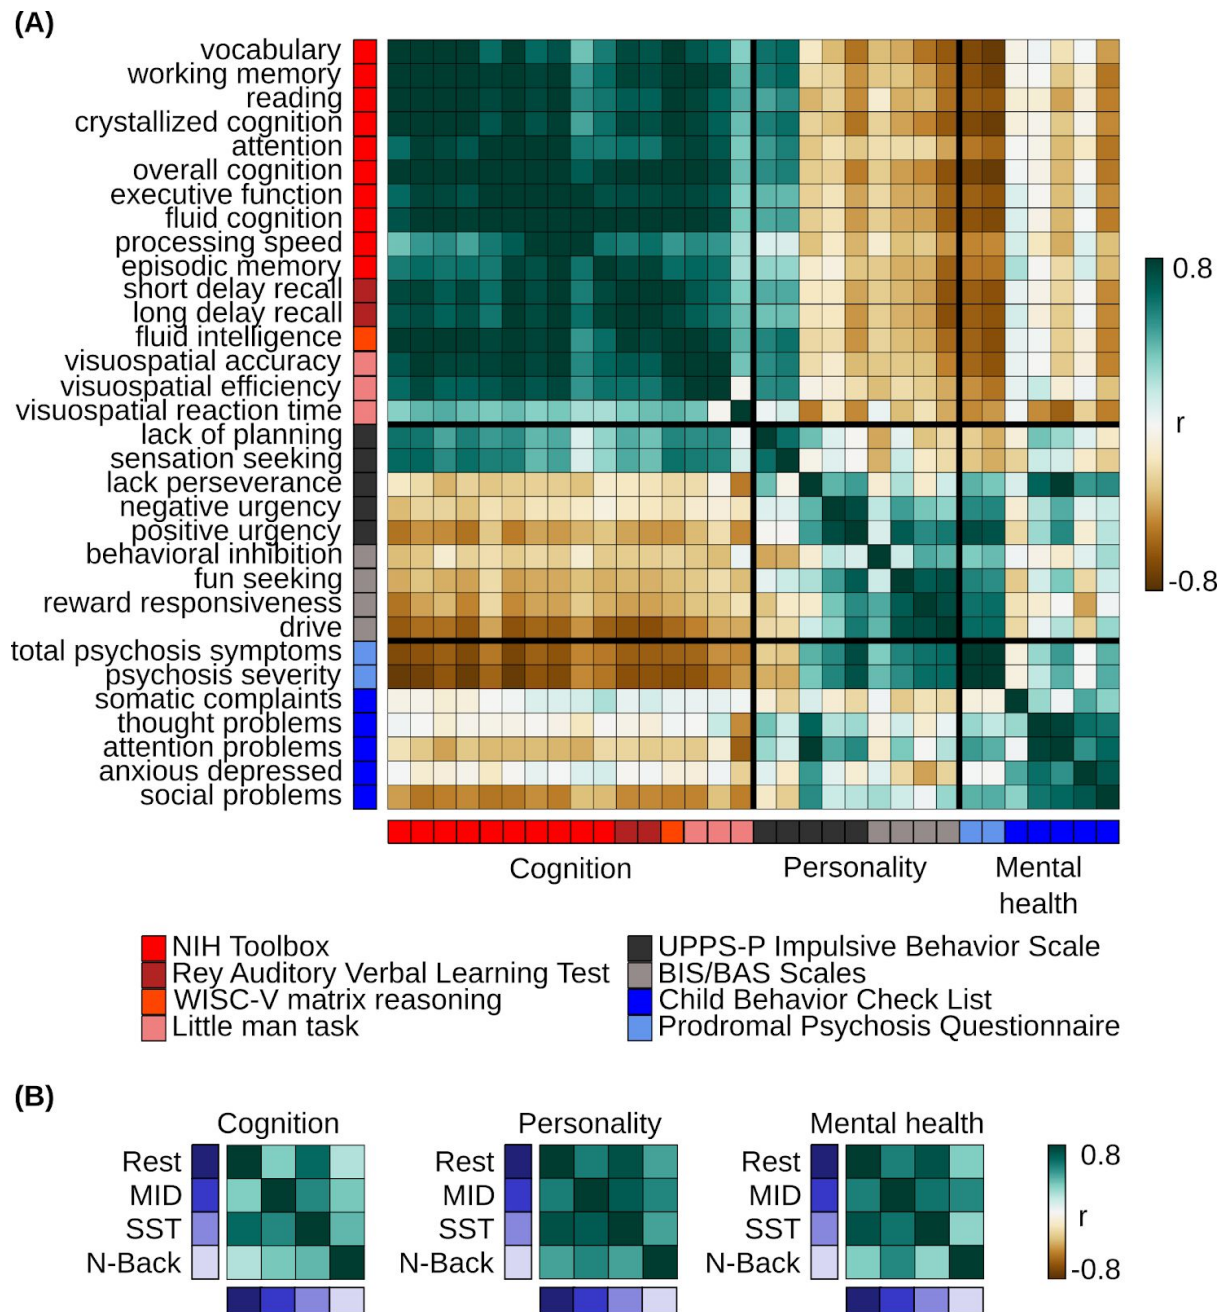 (A)
vocabulary
working memory
reading
crystallized cognition
attention
overall cognition
executive function
fluid cognition
processing speed
episodic memory
short delay recall
long delay recall
fluid intelligence
visuospatial accuracy
visuospatial efficiency
visuospatial reaction time
lack of planning
sensation seeking
lack perseverance
negative urgency
positive urgency
behavioral inhibition
fun seeking
reward responsiveness
drive
total psychosis symptoms
psychosis severity
somatic complaints
thought problems
attention problems
anxious depressed
social problems
0.8
r
-0.8
Cognition
Personality
Mental
health
NIH Toolbox
Rey Auditory Verbal Learning Test
WISC-V matrix reasoning
Little man task
UPPS-P Impulsive Behavior Scale
BIS/BAS Scales
Child Behavior Check List
Prodromal Psychosis Questionnaire
(B)
Cognition
Rest
MID
SST
N-Back
Personality
Rest
MID
SST
N-Back
Mental health
Rest
MID
SST
N-Back
0.8
r
-0.8